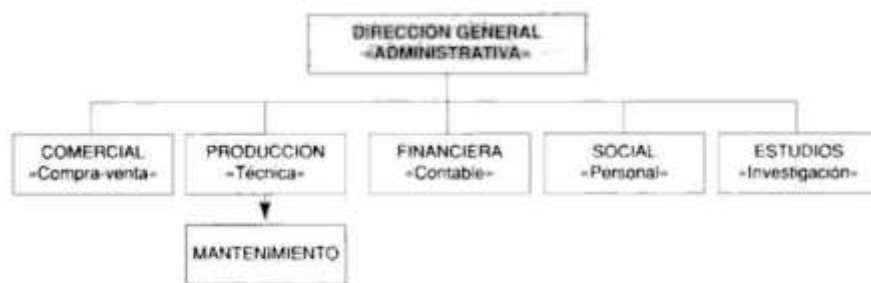 DIRECCION GENERAL
«ADMINISTRATIVA»
COMERCIAL
«Compra-venta»
PRODUCCION
«Técnica»
FINANCIERA
«Contable»
SOCIAL
«Personal»
ESTUDIOS
«Investigación»
MANTENIMIENTO